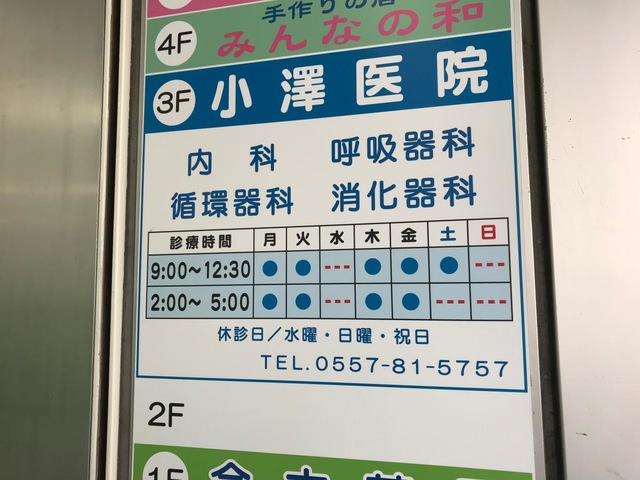 手作りの店
4F みんなの和
3F 小澤医院
内科 呼吸器科
循環器科 消化器科
診療時間 月 火 水 木 金 土 日
9:00～12:30 ● ● --- ● ● ● ---
2:00～ 5:00 ● ● --- ● ● --- ---
休診日／水曜・日曜・祝日
TEL.0557-81-5757
2F
1F